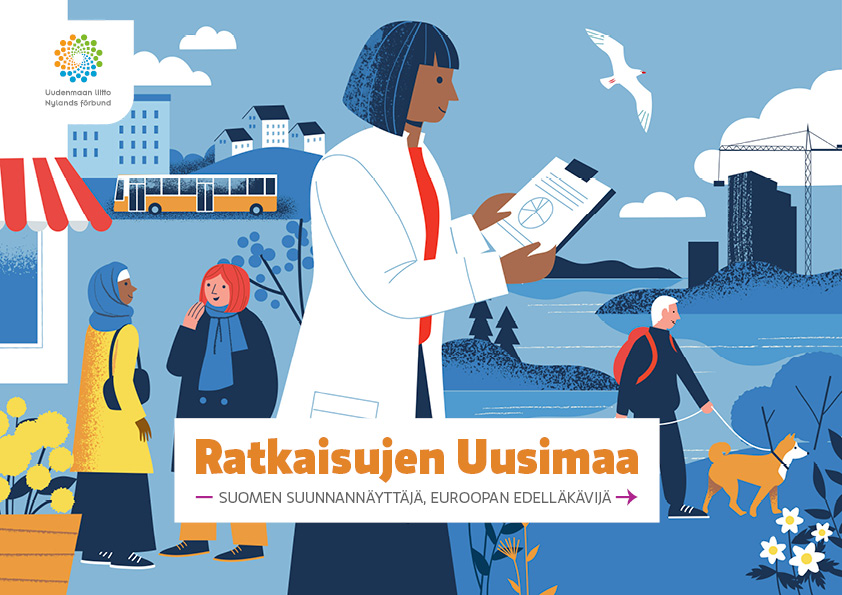 Uudenmaan liitto
Nylands förbund
Ratkaisujen Uusimaa
– SUOMEN SUUNNANNÄYTTÄJÄ, EUROOPAN EDELLÄKÄVIJÄ →